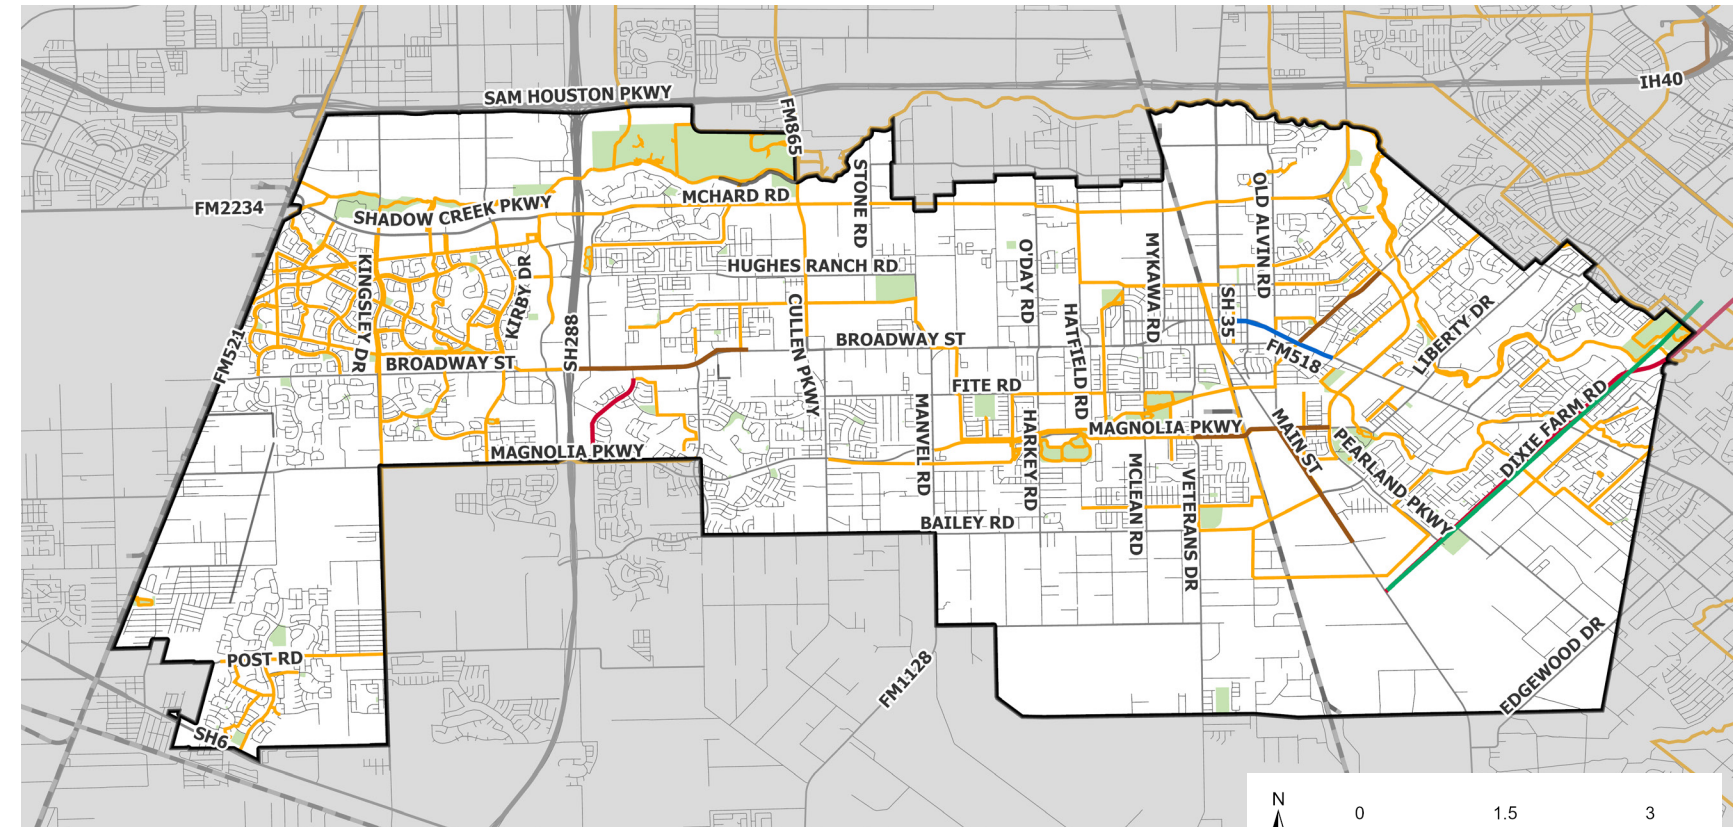 SAM HOUSTON PKWY
IH40
FM865
FM2234
SHADOW CREEK PKWY
MCHARD RD
STONE RD
OLD ALVIN RD
HUGHES RANCH RD
O'DAY RD
MYKAWA RD
KINGSLEY DR
KIRBY DR
SH288
CULLEN PKWY
HATFIELD RD
SH 35
FM521
BROADWAY ST
BROADWAY ST
FM518
LIBERTY DR
FITE RD
MANVEL RD
HARKEY RD
MAGNOLIA PKWY
MAGNOLIA PKWY
MAIN ST
PEARLAND PKWY
DIXIE FARM RD
MCLEAN RD
VETERANS DR
BAILEY RD
POST RD
FM1128
EDGEWOOD DR
SH6
N
0 1.5 3